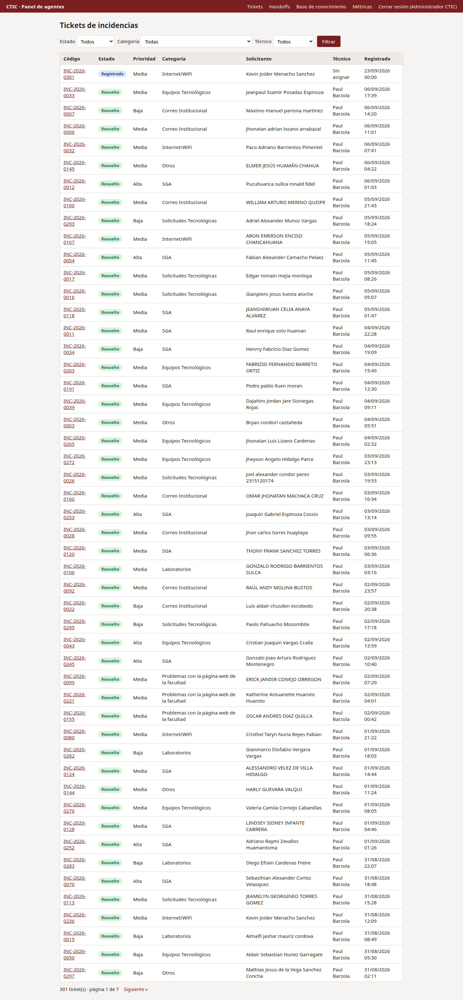 CTIC · Panel de agentes
Tickets Handoffs Base de conocimiento Métricas Cerrar sesión (Administrador CTIC)
Tickets de incidencias
Estado Todos Categoría Todas Técnico Todos Filtrar
Código Estado Prioridad Categoría Solicitante Técnico Registrado
INC-2026-0301 Registrado Media Internet/WiFi Kevin Joider Menacho Sanchez Sin asignar 23/09/2026 00:00
INC-2026-0033 Resuelto Media Equipos Tecnológicos Jeanpaul Ssamir Posadas Espinoza Paul Barzola 06/09/2026 17:39
INC-2026-0007 Resuelto Baja Correo Institucional Maximo manuel pariona martinez Paul Barzola 06/09/2026 14:20
INC-2026-0006 Resuelto Media Correo Institucional Jhonatan adrian lozano arrabazal Paul Barzola 06/09/2026 11:01
INC-2026-0032 Resuelto Media Internet/WiFi Paco Adriano Barrientos Pimentel Paul Barzola 06/09/2026 07:41
INC-2026-0145 Resuelto Media Otros ELMER JESÚS HUAMÁN CHAHUA Paul Barzola 06/09/2026 04:22
INC-2026-0012 Resuelto Alta SGA Pucuhuanca sullca ronald fidel Paul Barzola 06/09/2026 01:03
INC-2026-0100 Resuelto Media Correo Institucional WILLIAM ARTURO MERINO QUISPE Paul Barzola 05/09/2026 21:43
INC-2026-0293 Resuelto Baja Solicitudes Tecnológicas Adriel Alexander Munoz Vargas Paul Barzola 05/09/2026 18:24
INC-2026-0167 Resuelto Media Internet/WiFi ARON EMERSON ENCISO CHANCAHUANA Paul Barzola 05/09/2026 15:05
INC-2026-0054 Resuelto Alta SGA Fabian Alexander Camacho Pelaez Paul Barzola 05/09/2026 11:45
INC-2026-0017 Resuelto Media Solicitudes Tecnológicas Edgar romain mejia montoya Paul Barzola 05/09/2026 08:26
INC-2026-0016 Resuelto Media Solicitudes Tecnológicas Gianpiero jesus tuesta atoche Paul Barzola 05/09/2026 05:07
INC-2026-0118 Resuelto Media SGA JEANSHIWUAN CELIA ANAYA ALVAREZ Paul Barzola 05/09/2026 01:47
INC-2026-0011 Resuelto Media SGA Raul enrique soto huaman Paul Barzola 04/09/2026 22:28
INC-2026-0034 Resuelto Baja SGA Henrry Fabricio Diaz Gomez Paul Barzola 04/09/2026 19:09
INC-2026-0203 Resuelto Media Equipos Tecnológicos FABRIZIO FERNANDO BARRETO ORTIZ Paul Barzola 04/09/2026 15:49
INC-2026-0191 Resuelto Media SGA Pedro pablo lluen moran Paul Barzola 04/09/2026 12:30
INC-2026-0039 Resuelto Media Equipos Tecnológicos Dajahiro Jordan Jare Sisniegas Rojas Paul Barzola 04/09/2026 09:11
INC-2026-0003 Resuelto Media Otros Bryan condori castañeda Paul Barzola 04/09/2026 05:51
INC-2026-0265 Resuelto Media Equipos Tecnológicos Jhonatan Luis Lizano Cardenas Paul Barzola 04/09/2026 02:32
INC-2026-0272 Resuelto Media Equipos Tecnológicos Jheyson Angelo Hidalgo Parce Paul Barzola 03/09/2026 23:13
INC-2026-0026 Resuelto Media Solicitudes Tecnológicas Joel alexander condor perez 2315120174 Paul Barzola 03/09/2026 19:53
INC-2026-0160 Resuelto Media Correo Institucional OMAR JHONATAN MACHACA CRUZ Paul Barzola 03/09/2026 16:34
INC-2026-0253 Resuelto Alta SGA Joaquin Gabriel Espinoza Cossio Paul Barzola 03/09/2026 13:14
INC-2026-0028 Resuelto Media Correo Institucional Jhon carlos torres huaytaya Paul Barzola 03/09/2026 09:55
INC-2026-0120 Resuelto Media SGA THONY FRANK SANCHEZ TORRES Paul Barzola 03/09/2026 06:36
INC-2026-0106 Resuelto Media Laboratorios GONZALO RODRIGO BARRIENTOS SULCA Paul Barzola 03/09/2026 03:16
INC-2026-0092 Resuelto Media Correo Institucional RAÚL ANDY MOLINA BUSTOS Paul Barzola 02/09/2026 23:57
INC-2026-0022 Resuelto Baja Correo Institucional Luis aldair chusden escobedo Paul Barzola 02/09/2026 20:38
INC-2026-0295 Resuelto Baja Solicitudes Tecnológicas Paolo Pahuacho Mozombite Paul Barzola 02/09/2026 17:18
INC-2026-0043 Resuelto Alta Equipos Tecnológicos Cristian Joaquin Vargas Ccalla Paul Barzola 02/09/2026 13:59
INC-2026-0245 Resuelto Alta SGA Gonzalo Joao Arturo Rodriguez Montenegro Paul Barzola 02/09/2026 10:40
INC-2026-0099 Resuelto Media Problemas con la página web de la facultad ERICK JANDIR CONEJO OBREGON Paul Barzola 02/09/2026 07:20
INC-2026-0221 Resuelto Media Problemas con la página web de la facultad Katherine Antuanette Huaroto Huaroto Paul Barzola 02/09/2026 04:01
INC-2026-0155 Resuelto Media Problemas con la página web de la facultad OSCAR ANDRES DIAZ QUILCA Paul Barzola 02/09/2026 00:42
INC-2026-0080 Resuelto Media Internet/WiFi Cristhel Taryn Nuria Reyes Fabian Paul Barzola 01/09/2026 21:22
INC-2026-0282 Resuelto Baja Laboratorios Gianmarco Diofabio Vergara Vargas Paul Barzola 01/09/2026 18:03
INC-2026-0124 Resuelto Media SGA ALESSANDRO VELEZ DE VILLA HIDALGO Paul Barzola 01/09/2026 14:44
INC-2026-0144 Resuelto Media Otros HARLY GUEVARA VALQUI Paul Barzola 01/09/2026 11:24
INC-2026-0276 Resuelto Media Equipos Tecnológicos Valeria Camila Cornejo Cabanillas Paul Barzola 01/09/2026 08:05
INC-2026-0128 Resuelto Media SGA LINDSEY SIDNEY INFANTE CABRERA Paul Barzola 01/09/2026 04:46
INC-2026-0252 Resuelto Alta SGA Adriano Raymi Zevallos Huamantoma Paul Barzola 01/09/2026 01:26
INC-2026-0283 Resuelto Baja Laboratorios Diego Efrain Cardenas Freire Paul Barzola 31/08/2026 22:07
INC-2026-0070 Resuelto Alta SGA Sebasthian Alexander Cortez Velasquez Paul Barzola 31/08/2026 18:48
INC-2026-0113 Resuelto Media Solicitudes Tecnológicas JEAMELYN GEORGINEO TORRES GOMEZ Paul Barzola 31/08/2026 15:28
INC-2026-0236 Resuelto Media Internet/WiFi Kevin Joider Menacho Sanchez Paul Barzola 31/08/2026 12:09
INC-2026-0015 Resuelto Baja Laboratorios Almalfi jashar mauriz cordova Paul Barzola 31/08/2026 08:49
INC-2026-0050 Resuelto Baja Equipos Tecnológicos Aldair Sebastian Nunez Garragate Paul Barzola 31/08/2026 05:30
INC-2026-0297 Resuelto Baja Otros Mathias Jesus de la Vega Sanchez Concha Paul Barzola 31/08/2026 02:11
301 ticket(s) · página 1 de 7 Siguiente »